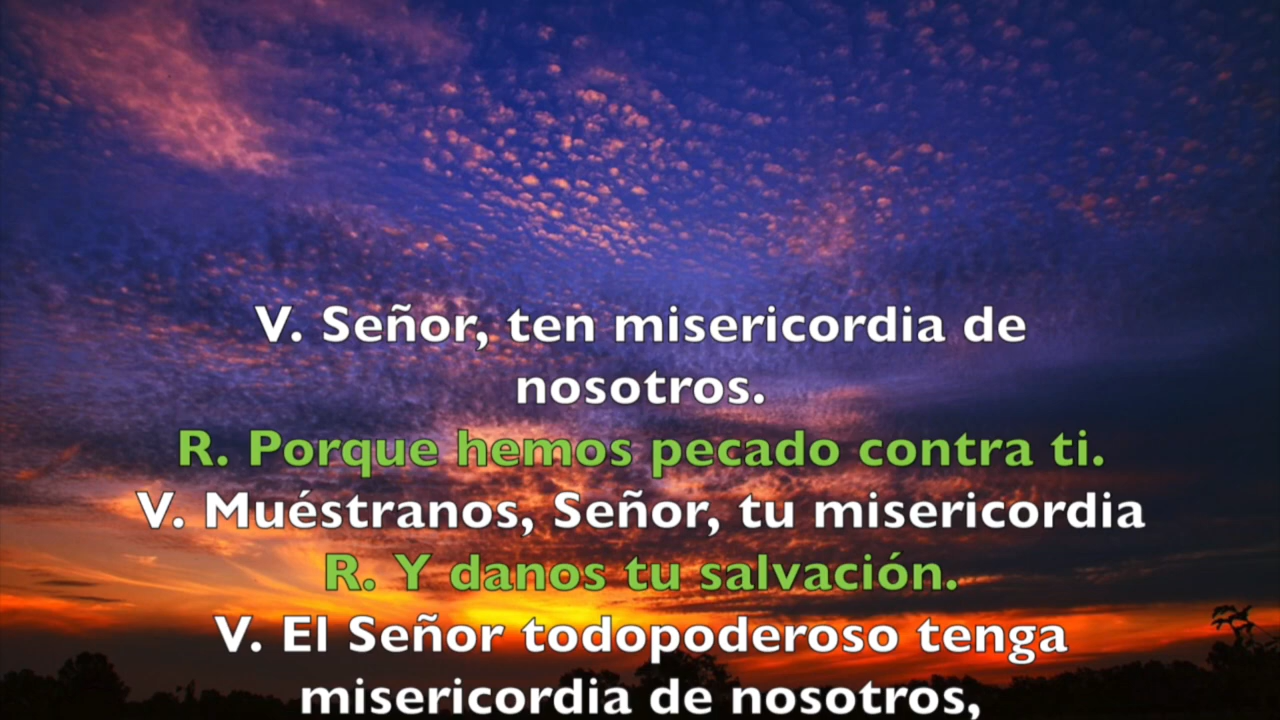 V. Señor, ten misericordia de
nosotros.
R. Porque hemos pecado contra ti.
V. Muéstranos, Señor, tu misericordia
R. Y danos tu salvación.
V. El Señor todopoderoso tenga
misericordia de nosotros,